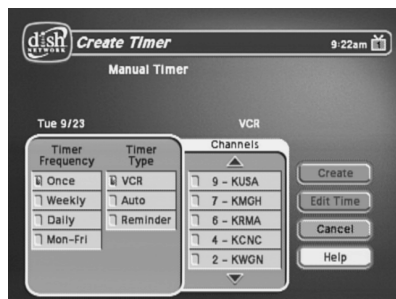 dish
NETWORK
Create Timer
9:22am
Manual Timer
Tue 9/23
VCR
Timer Frequency
Timer Type
Channels
Once
VCR
9 - KUSA
Create
Weekly
Auto
7 - KMGH
Edit Time
Daily
Reminder
6 - KRMA
Cancel
Mon-Fri
4 - KCNC
2 - KWGN
Help